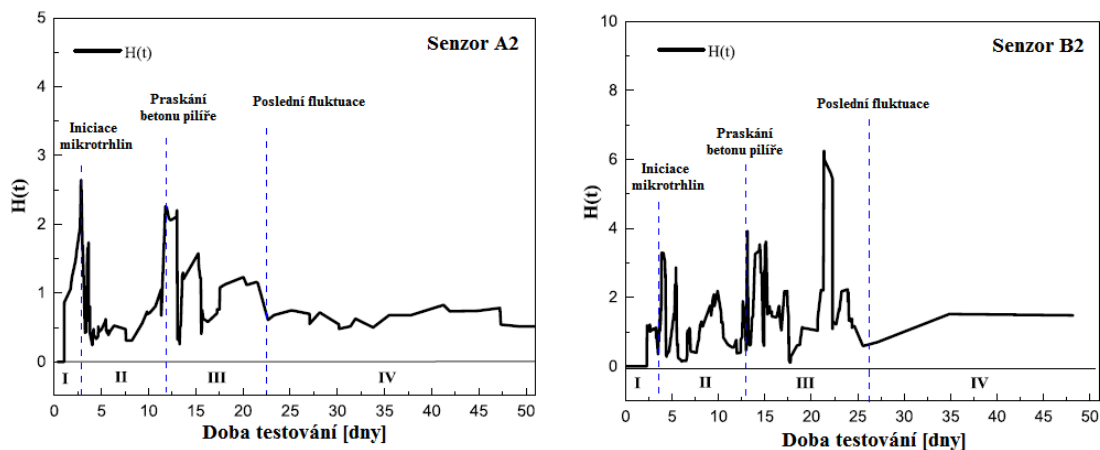 5
4
3
2
1
0
H(t)
H(t)
Senzor A2
Iniciace
mikrotrhlin
Praskání
betonu pilíře
Poslední fluktuace
I
II
III
IV
0 5 10 15 20 25 30 35 40 45 50
Doba testování [dny]
10
8
6
4
2
0
H(t)
H(t)
Senzor B2
Iniciace
mikrotrhlin
Praskání
betonu pilíře
Poslední fluktuace
I
II
III
IV
0 5 10 15 20 25 30 35 40 45 50
Doba testování [dny]